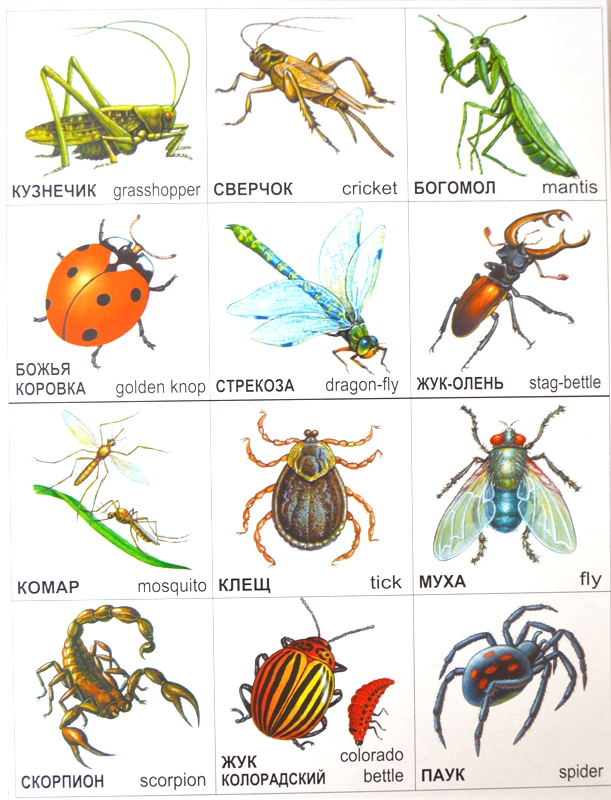 КУЗНЕЧИК grasshopper
СВЕРЧОК cricket
БОГОМОЛ mantis
БОЖЬЯ
КОРОВКА golden knop
СТРЕКОЗА dragon-fly
ЖУК-ОЛЕНЬ stag-bettle
КОМАР mosquito
КЛЕЩ tick
МУХА fly
СКОРПИОН scorpion
ЖУК
КОЛОРАДСКИЙ
colorado
bettle
ПАУК spider